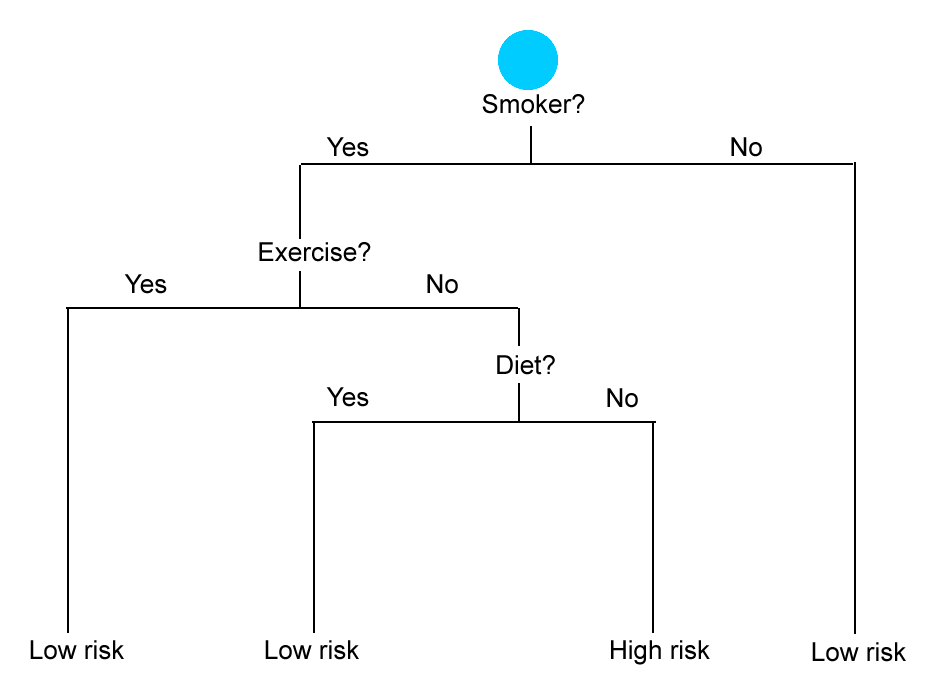 Smoker?
Yes
No
Exercise?
Yes
No
Diet?
Yes
No
Low risk
Low risk
High risk
Low risk